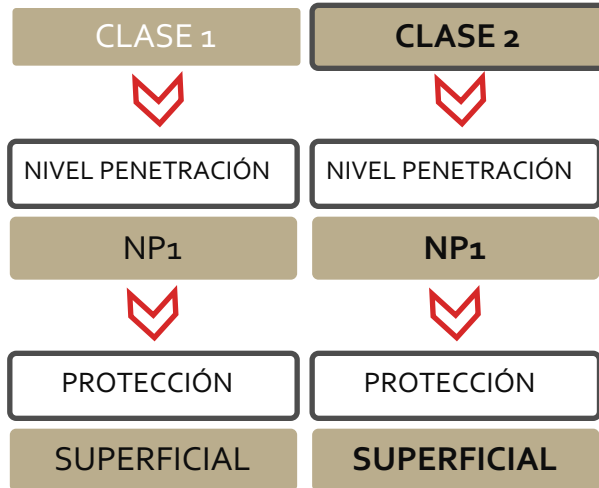 CLASE 1
CLASE 2
NIVEL PENETRACIÓN
NIVEL PENETRACIÓN
NP1
NP1
PROTECCIÓN
PROTECCIÓN
SUPERFICIAL
SUPERFICIAL